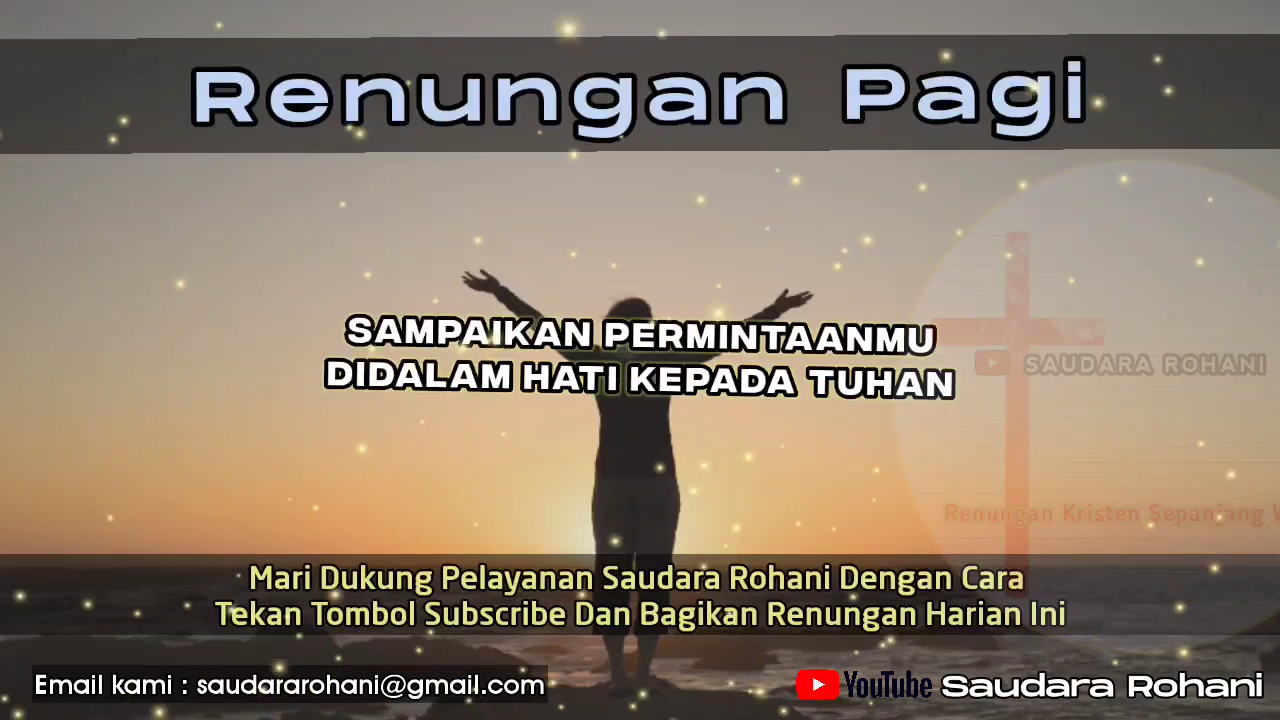 Renungan Pagi
SAMPAIKAN PERMINTAANMU
DIDALAM HATI KEPADA TUHAN
SAUDARA ROHANI
Renungan Kristen Sepanjang
Mari Dukung Pelayanan Saudara Rohani Dengan Cara
Tekan Tombol Subscribe Dan Bagikan Renungan Harian Ini
Email kami : saudararohani@gmail.com
YouTube Saudara Rohani